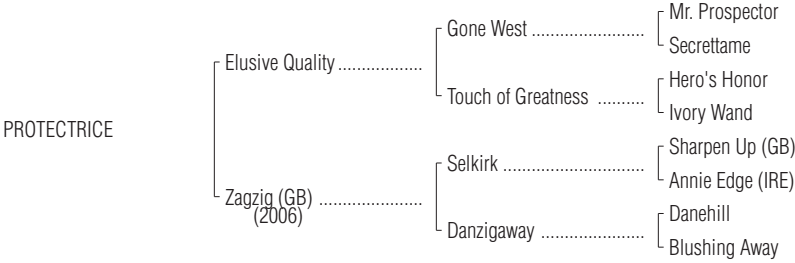 Mr. Prospector
Gone West ........................
Secrettame
Elusive Quality ..................
Hero's Honor
Touch of Greatness ..........
Ivory Wand
PROTECTRICE
Sharpen Up (GB)
Selkirk ..............................
Annie Edge (IRE)
Zagzig (GB) ......................
(2006)
Danehill
Danzigaway ......................
Blushing Away